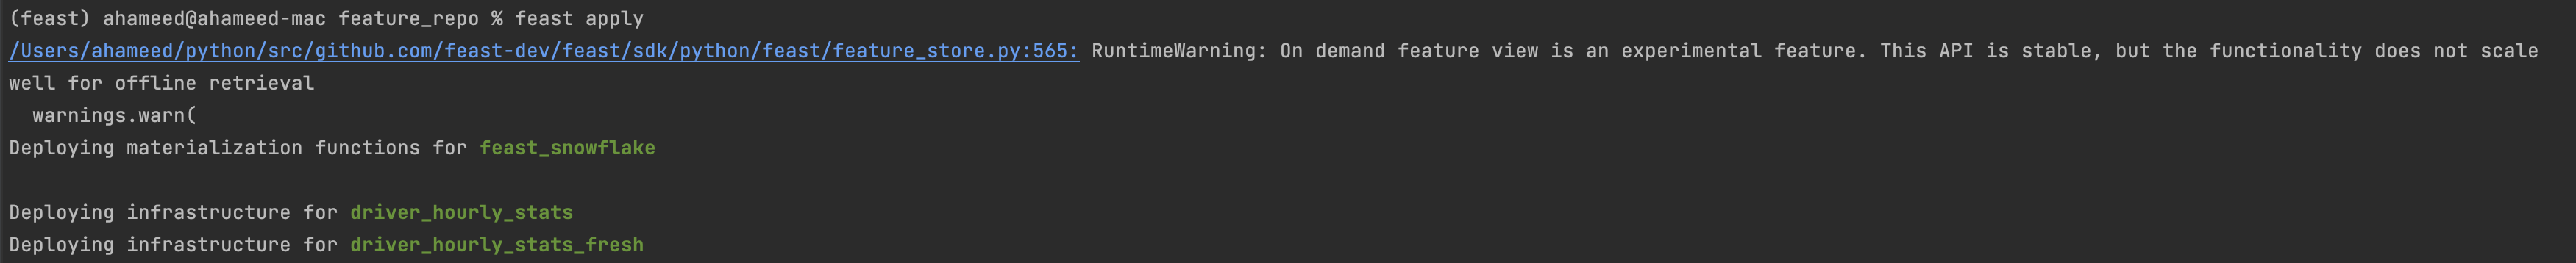 (feast) ahameed@ahameed-mac feature_repo % feast apply
/Users/ahameed/python/src/github.com/feast-dev/feast/sdk/python/feast/feature_store.py:565: RuntimeWarning: On demand feature view is an experimental feature. This API is stable, but the functionality does not scale
well for offline retrieval
  warnings.warn(
Deploying materialization functions for feast_snowflake
Deploying infrastructure for driver_hourly_stats
Deploying infrastructure for driver_hourly_stats_fresh